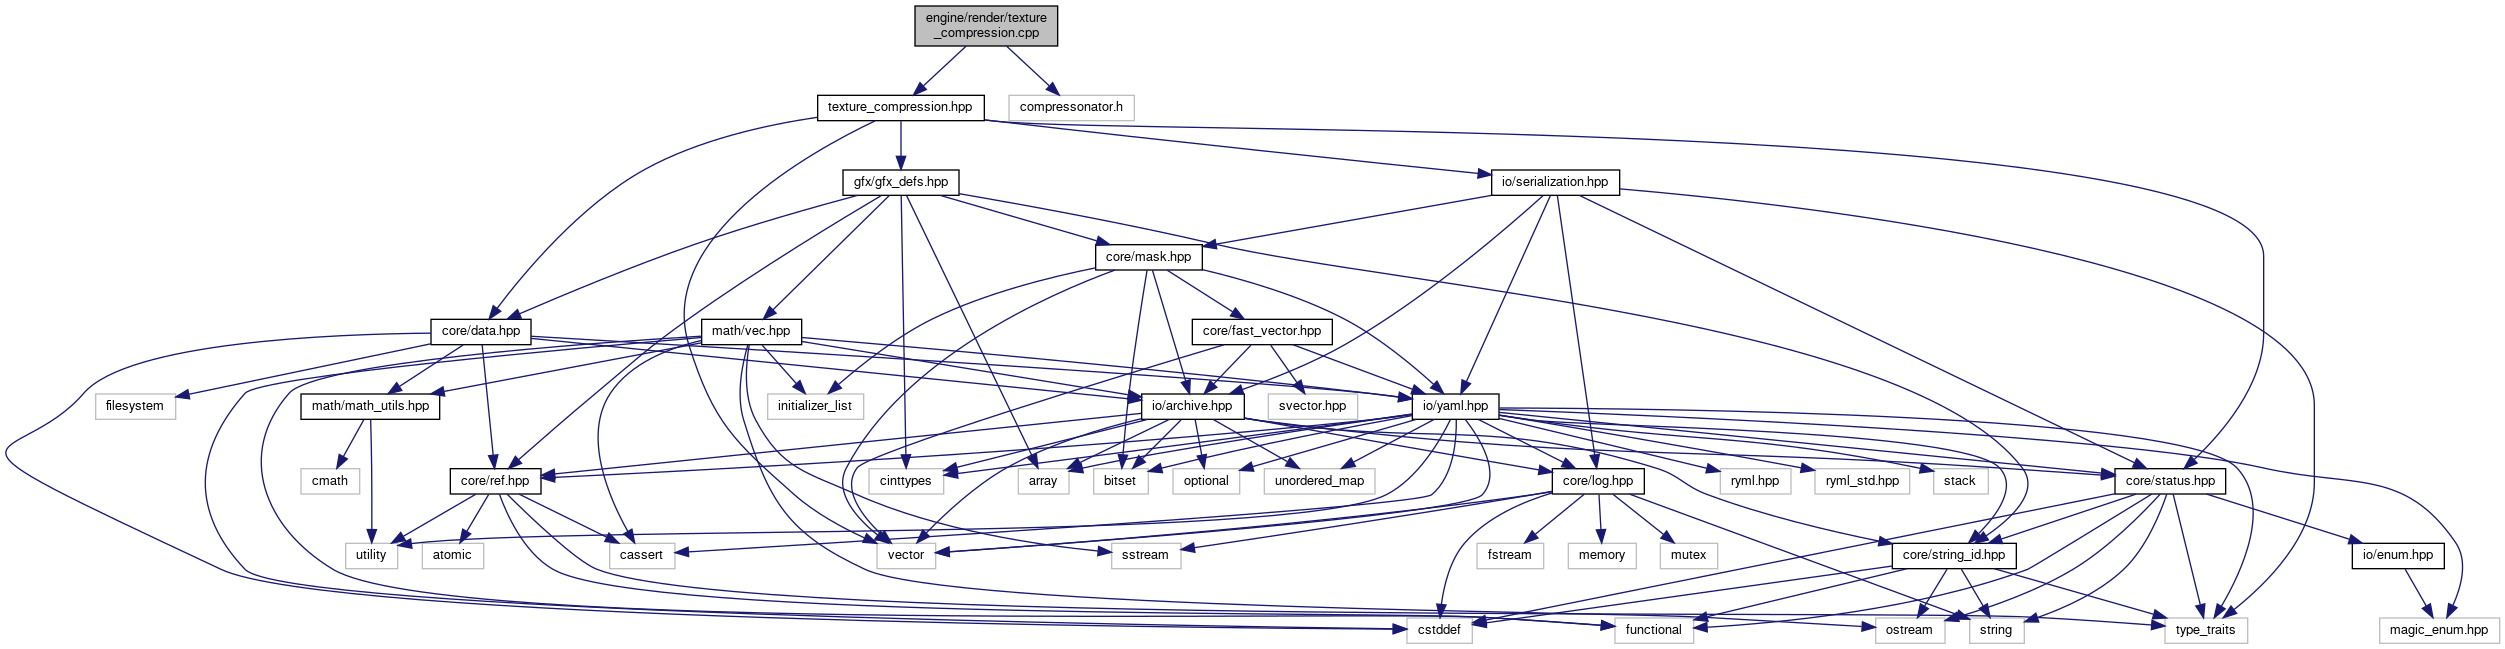 engine/render/texture
_compression.cpp
texture_compression.hpp
compressonator.h
gfx/gfx_defs.hpp
io/serialization.hpp
core/mask.hpp
core/data.hpp
math/vec.hpp
core/fast_vector.hpp
filesystem
math/math_utils.hpp
initializer_list
io/archive.hpp
svector.hpp
io/yaml.hpp
cmath
core/ref.hpp
cinttypes
array
bitset
optional
unordered_map
core/log.hpp
ryml.hpp
ryml_std.hpp
stack
core/status.hpp
utility
atomic
cassert
vector
sstream
fstream
memory
mutex
core/string_id.hpp
io/enum.hpp
cstddef
functional
ostream
string
type_traits
magic_enum.hpp